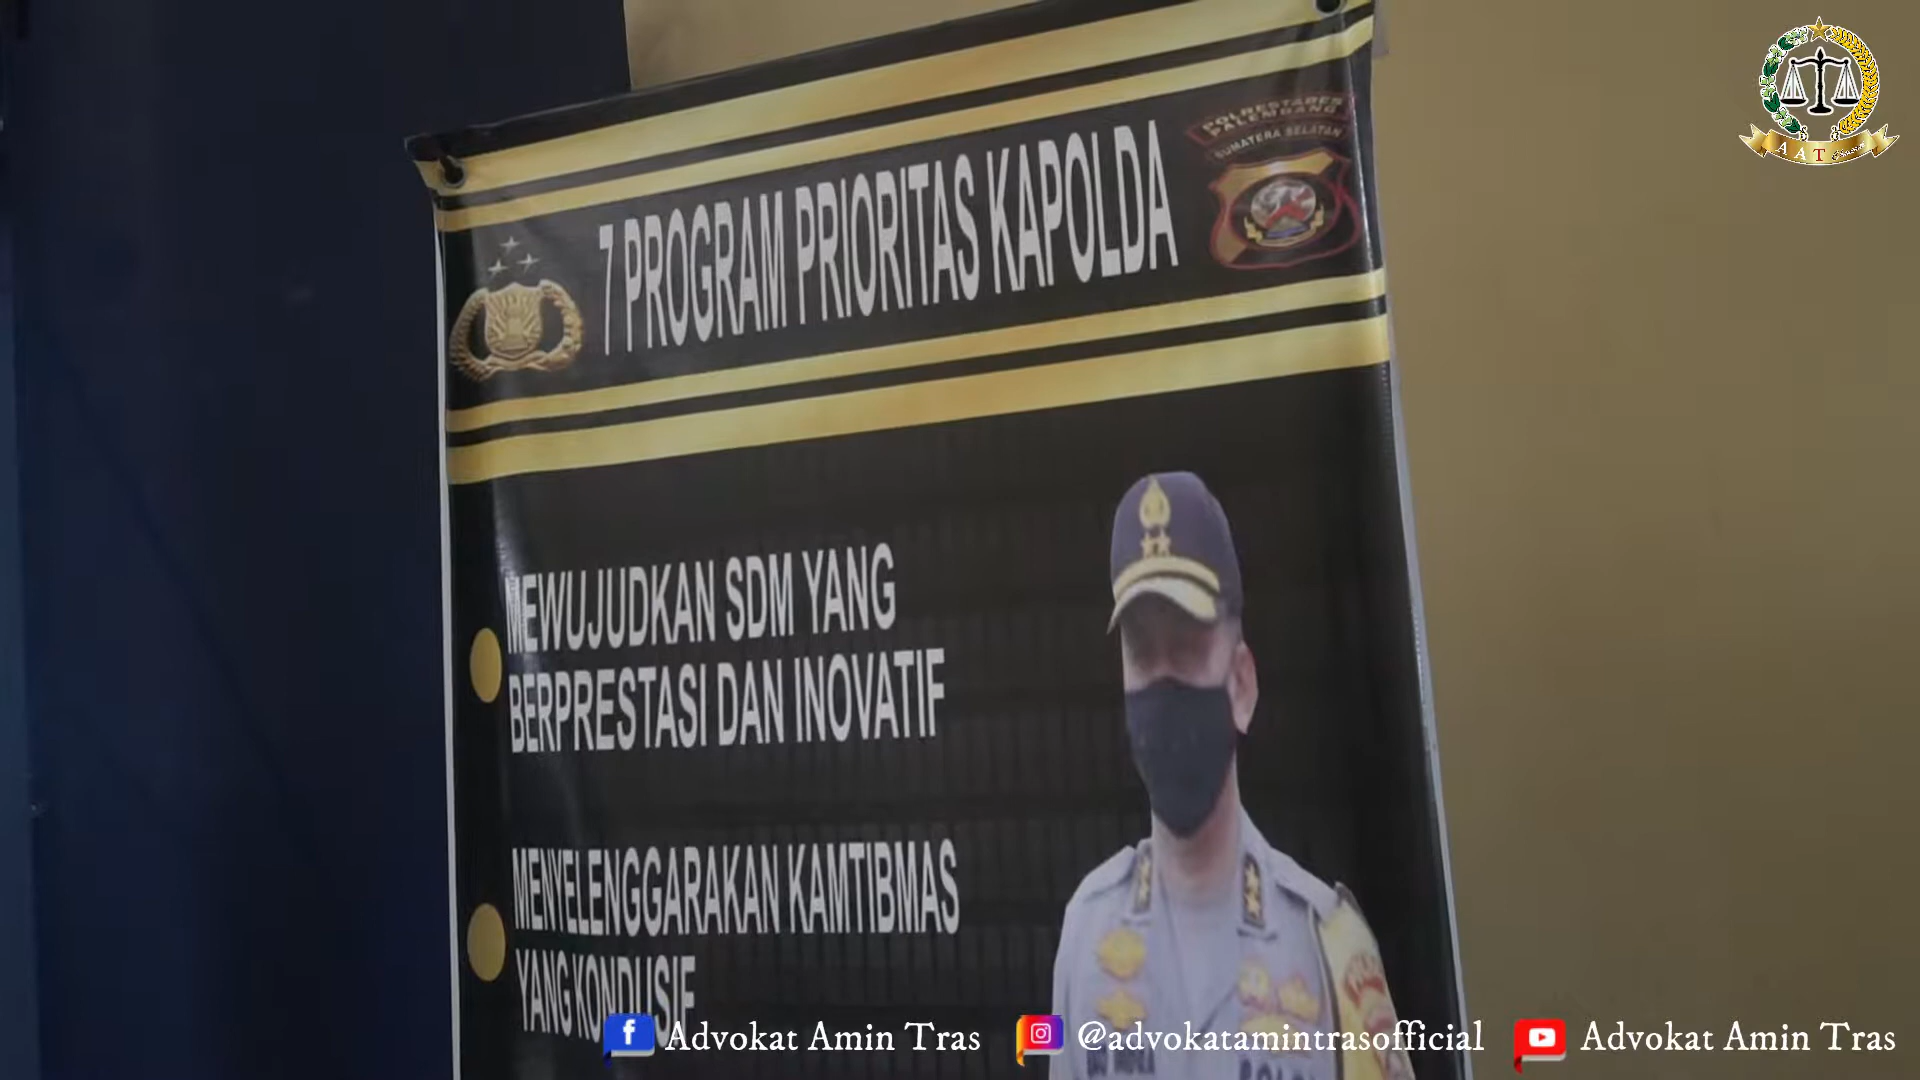 POLRESTABES
PALEMBANG
SUMATERA SELATAN
7 PROGRAM PRIORITAS KAPOLDA
MEWUJUDKAN SDM YANG
BERPRESTASI DAN INOVATIF
MENYELENGGARAKAN KAMTIBMAS
YANG KONDUSIF
AAT
Advokat Amin Tras
@advokatamintrasofficial
Advokat Amin Tras